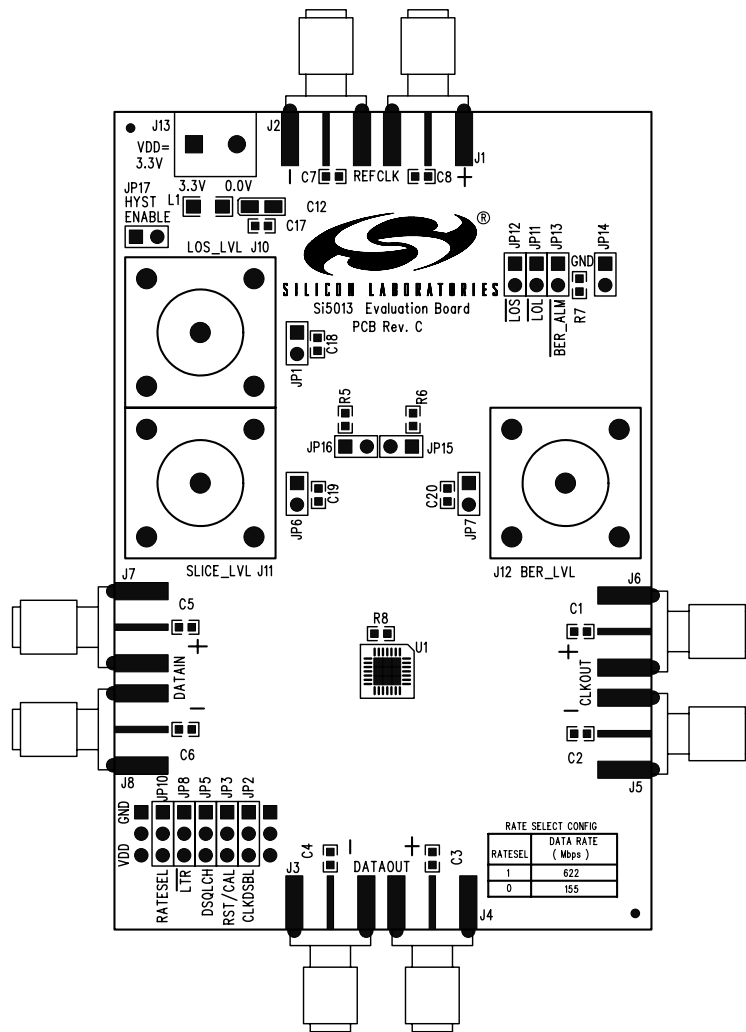 J13
VDD=
3.3V
3.3V 0.0V
J2
J1
- C7 REFCLK C8 +
JP17
HYST
ENABLE
L1
C12
C17
LOS_LVL J10
®
SILICON LABORATORIES
Si5013 Evaluation Board
PCB Rev. C
JP12
JP11
JP13
JP14
GND
LOS
LOL
BER_ALM
R7
JP1
C18
R5
R6
JP16
JP15
JP6
C19
C20
JP7
SLICE_LVL J11
J12 BER_LVL
J7
J6
C5
C1
+
+
R8
U1
DATAIN
CLKOUT
-
-
C6
C2
J8
J5
GND
VDD
JP10
JP8
JP5
JP3
JP2
RATESEL
LTR
DSQLCH
RST/CAL
CLKDSBL
C4
- DATAOUT +
C3
J3
J4
RATE SELECT CONFIG
RATESEL DATA RATE
( Mbps )
1 622
0 155